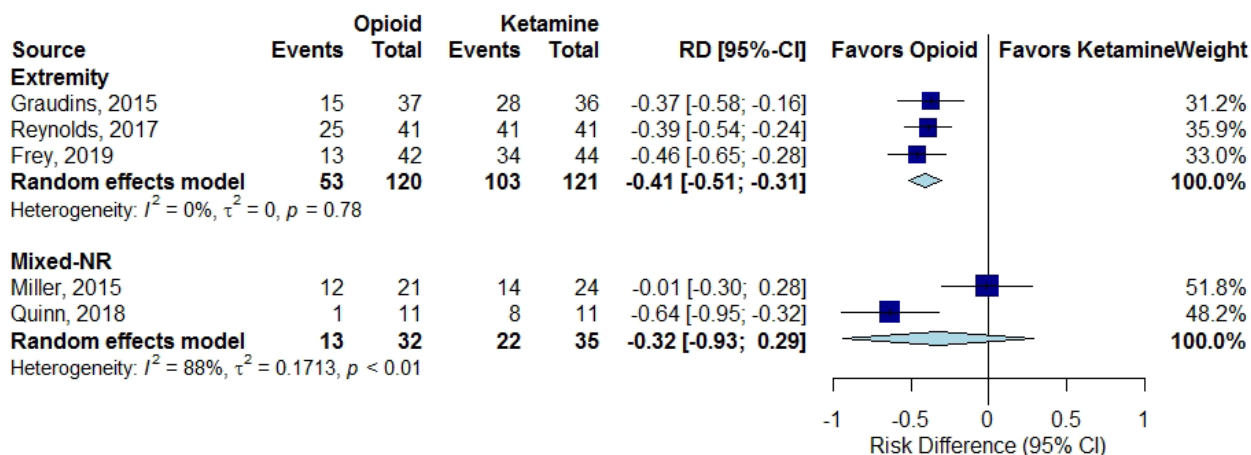 Opioid Ketamine
Source Events Total Events Total RD [95%-CI] Favors Opioid Favors KetamineWeight
Extremity
Graudins, 2015 15 37 28 36 -0.37 [-0.58; -0.16] 31.2%
Reynolds, 2017 25 41 41 41 -0.39 [-0.54; -0.24] 35.9%
Frey, 2019 13 42 34 44 -0.46 [-0.65; -0.28] 33.0%
Random effects model 53 120 103 121 -0.41 [-0.51; -0.31] 100.0%
Heterogeneity: I² = 0%, τ² = 0, p = 0.78
Mixed-NR
Miller, 2015 12 21 14 24 -0.01 [-0.30; 0.28] 51.8%
Quinn, 2018 1 11 8 11 -0.64 [-0.95; -0.32] 48.2%
Random effects model 13 32 22 35 -0.32 [-0.93; 0.29] 100.0%
Heterogeneity: I² = 88%, τ² = 0.1713, p < 0.01
-1 -0.5 0 0.5 1
Risk Difference (95% CI)